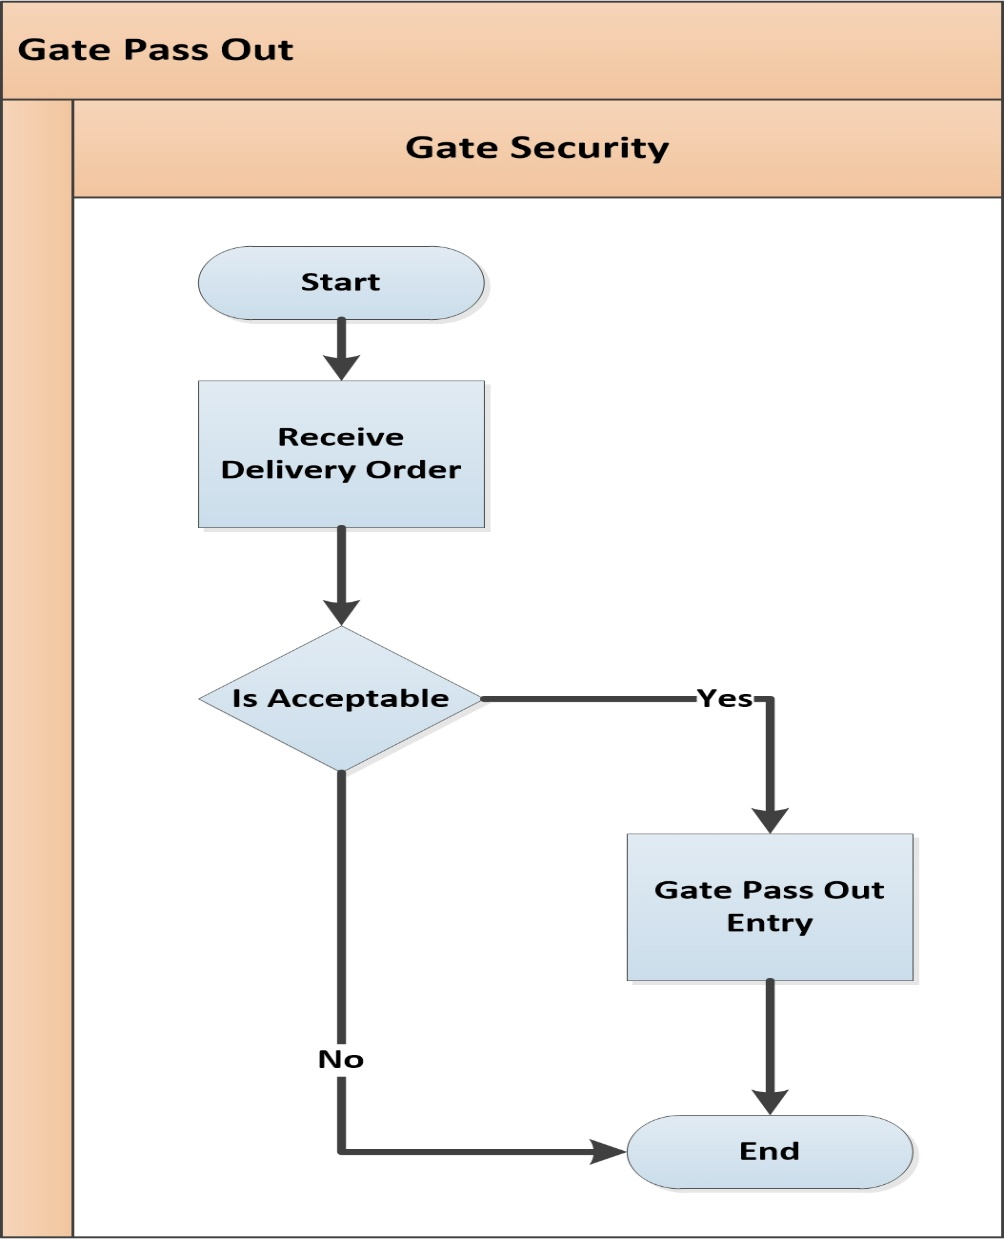 Gate Pass Out
Gate Security
Start
Receive
Delivery Order
Is Acceptable
Yes
Gate Pass Out
Entry
No
End